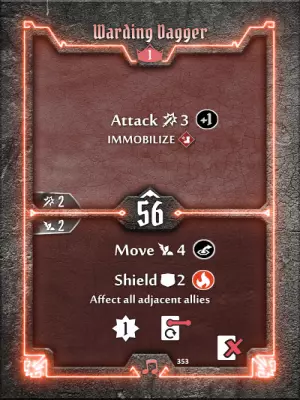 Warding Dagger
1
Attack 3 +1
IMMOBILIZE
2
56
2
Move 4
Shield 2
Affect all adjacent allies
1
353